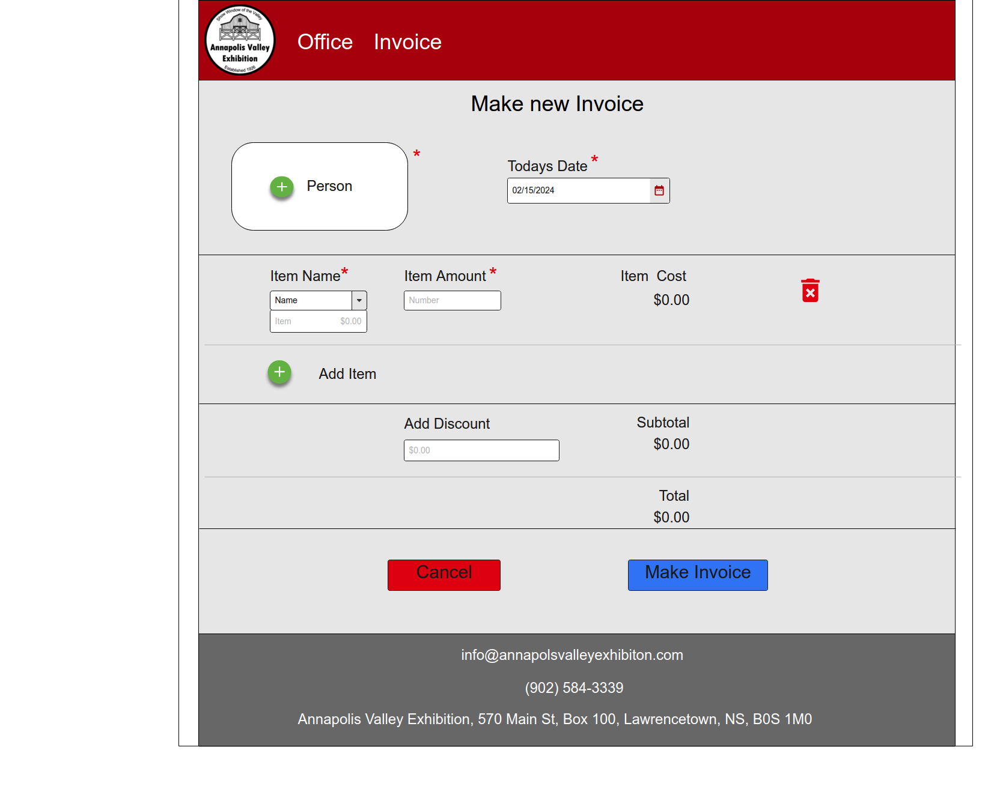 Show Window of the Valley
Annapolis Valley
Exhibition
Established 1926
Office Invoice
Make new Invoice
Person *
Todays Date *
02/15/2024
Item Name* Item Amount * Item Cost
Name Number $0.00
Item $0.00
Add Item
Add Discount Subtotal
$0.00 $0.00
Total
$0.00
Cancel Make Invoice
info@annapolsvalleyexhibiton.com
(902) 584-3339
Annapolis Valley Exhibition, 570 Main St, Box 100, Lawrencetown, NS, B0S 1M0